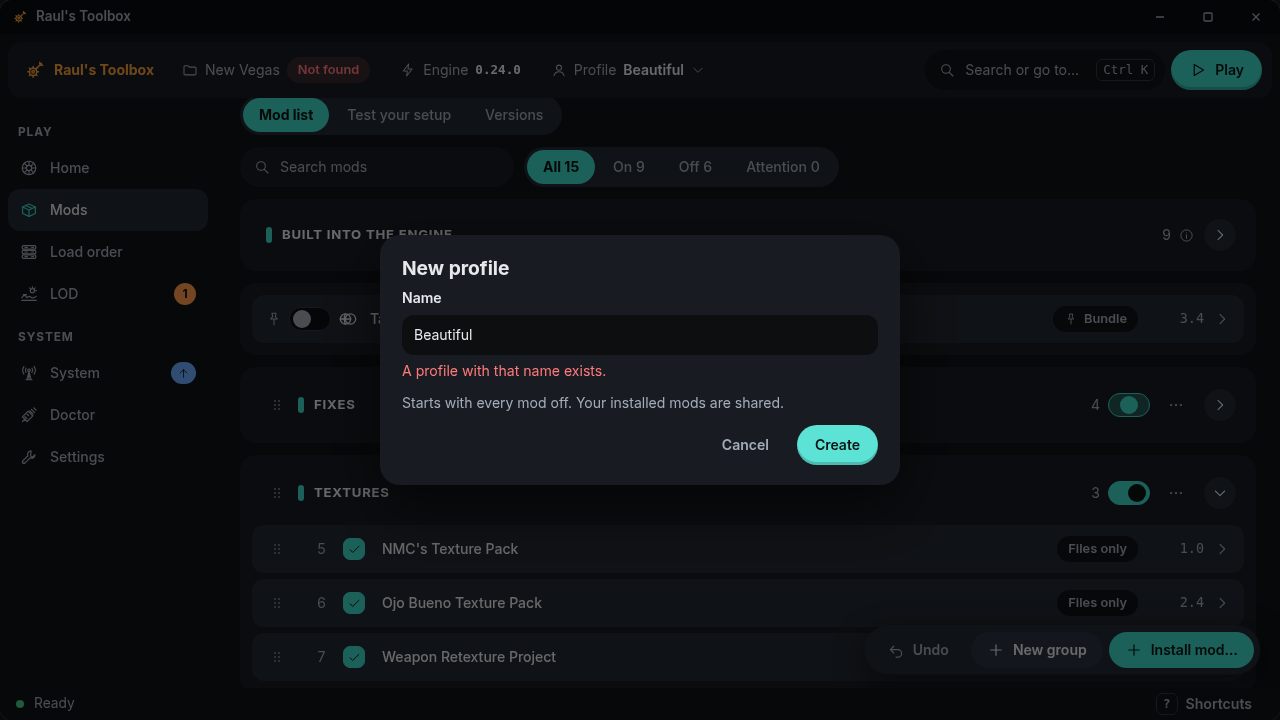 Raul's Toolbox
Raul's Toolbox
New Vegas Not found
Engine 0.24.0
Profile Beautiful
Search or go to... Ctrl K
Play
PLAY
Home
Mods
Load order
LOD 1
SYSTEM
System
Doctor
Settings
Mod list Test your setup Versions
Search mods
All 15 On 9 Off 6 Attention 0
BUILT INTO THE ENGINE 9
Bundle 3.4
FIXES 4
TEXTURES 3
5 NMC's Texture Pack Files only 1.0
6 Ojo Bueno Texture Pack Files only 2.4
7 Weapon Retexture Project
New profile
Name
Beautiful
A profile with that name exists.
Starts with every mod off. Your installed mods are shared.
Cancel Create
Undo New group Install mod...
Ready
? Shortcuts